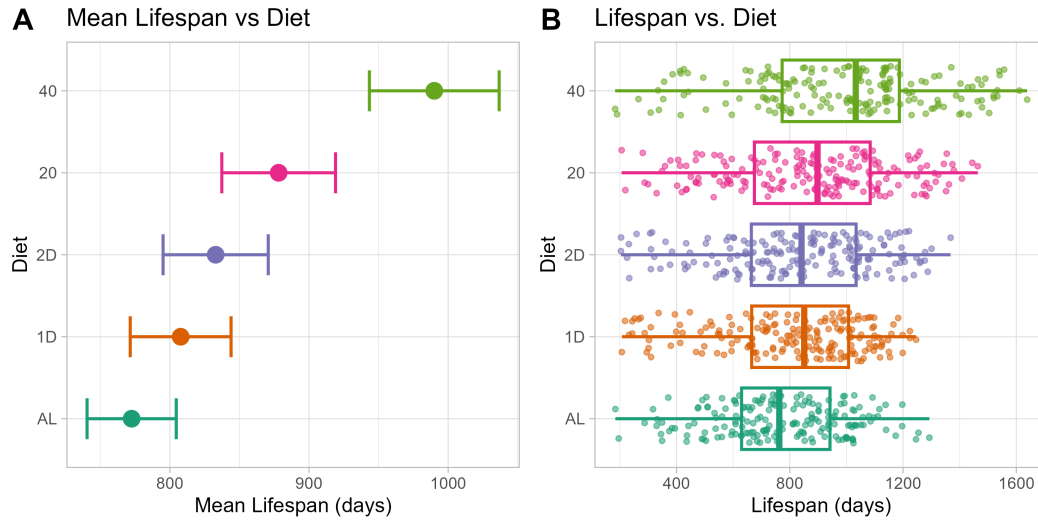 A Mean Lifespan vs Diet
Diet
40
20
2D
1D
AL
800 900 1000
Mean Lifespan (days)
B Lifespan vs. Diet
Diet
40
20
2D
1D
AL
400 800 1200 1600
Lifespan (days)